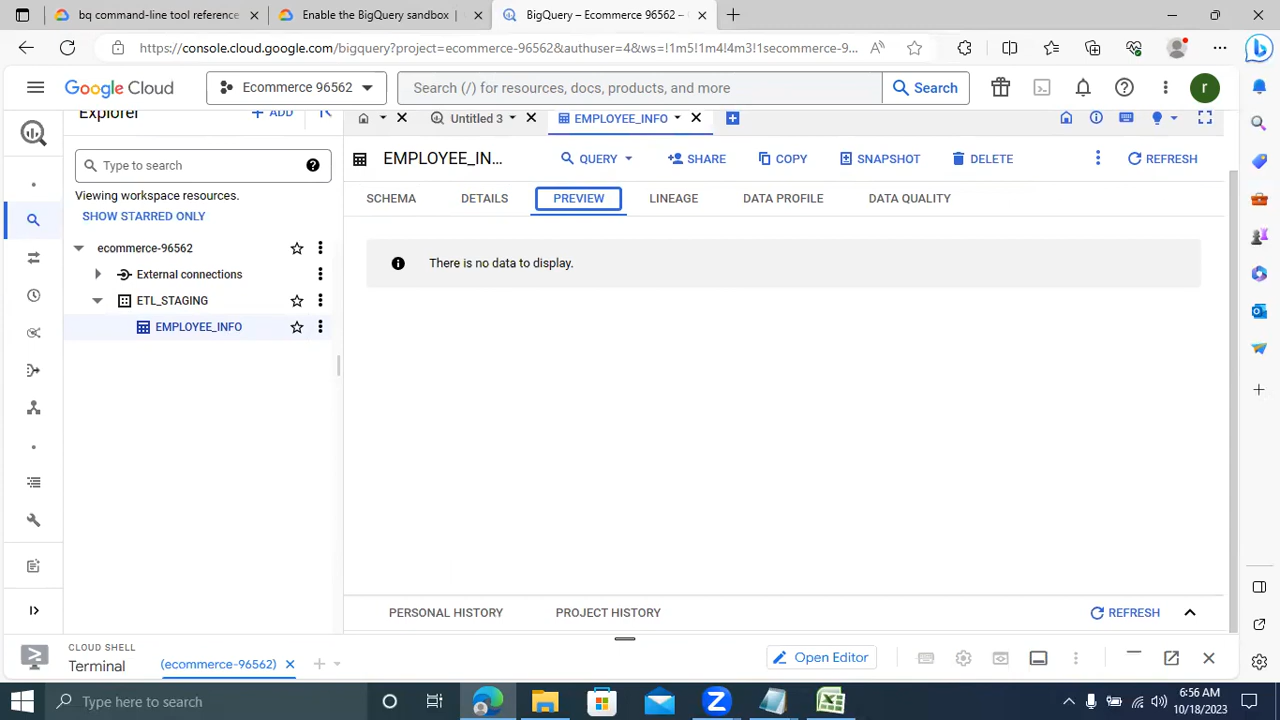 bq command-line tool reference
Enable the BigQuery sandbox
BigQuery – Ecommerce 96562 –
https://console.cloud.google.com/bigquery?project=ecommerce-96562&authuser=4&ws=!1m5!1m4!4m3!1secommerce-9...
Google Cloud
Ecommerce 96562
Search (/) for resources, docs, products, and more
Search
r
Explorer
+ ADD
Untitled 3
EMPLOYEE_INFO
Type to search
EMPLOYEE_IN...
QUERY
SHARE
COPY
SNAPSHOT
DELETE
REFRESH
Viewing workspace resources.
SHOW STARRED ONLY
SCHEMA
DETAILS
PREVIEW
LINEAGE
DATA PROFILE
DATA QUALITY
ecommerce-96562
External connections
ETL_STAGING
EMPLOYEE_INFO
There is no data to display.
PERSONAL HISTORY
PROJECT HISTORY
REFRESH
CLOUD SHELL
Terminal
(ecommerce-96562)
Open Editor
Type here to search
6:56 AM
10/18/2023